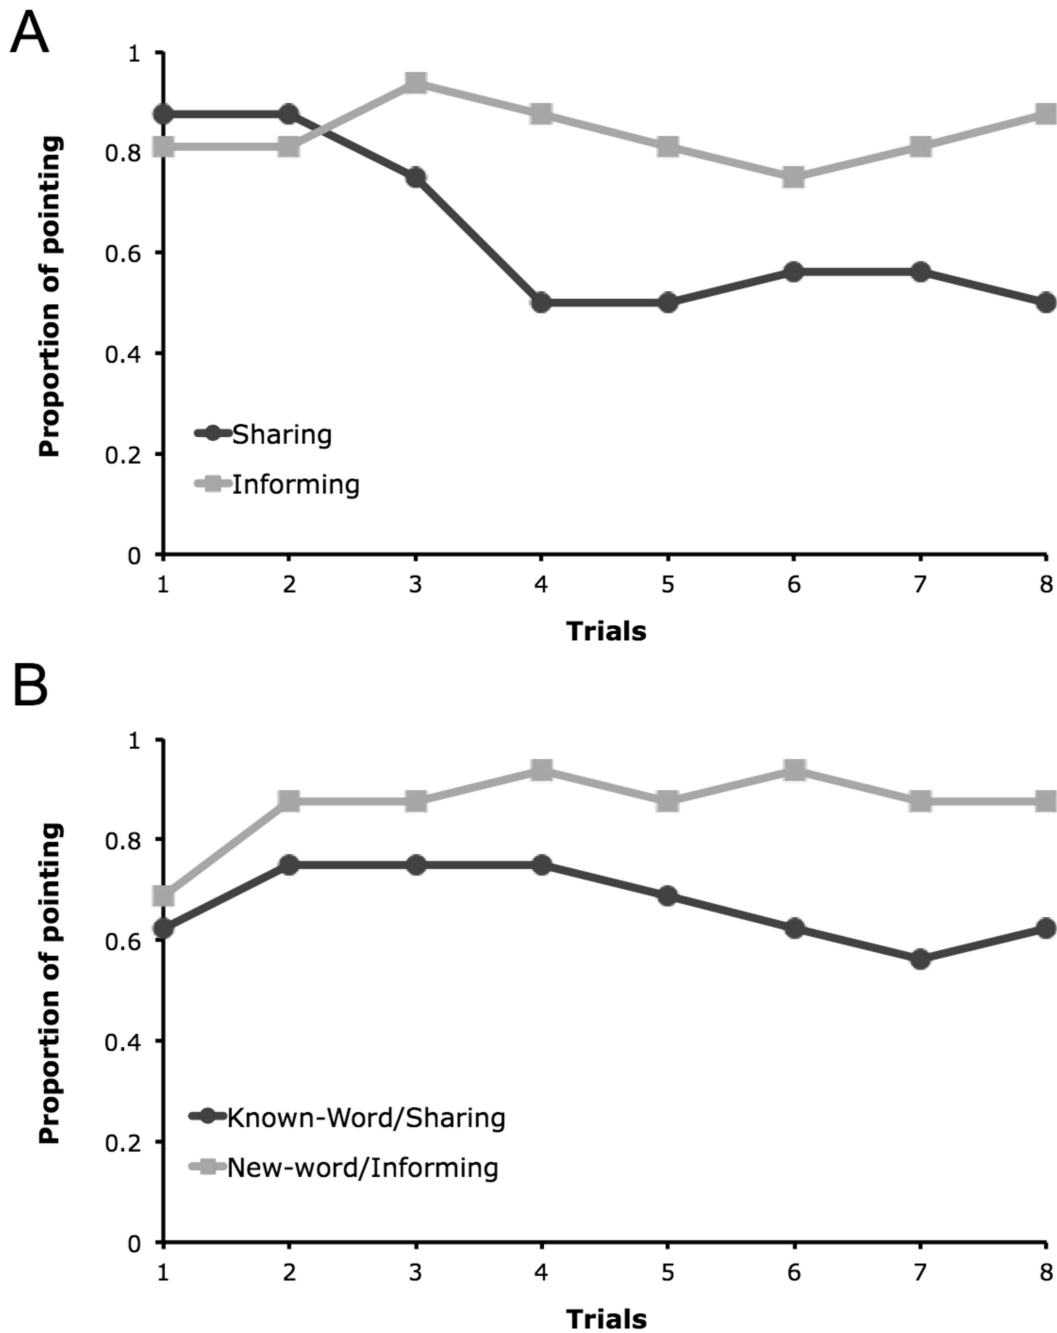 A
1
0.8
0.6
0.4
0.2
0
Proportion of pointing
Sharing
Informing
1 2 3 4 5 6 7 8
Trials
B
1
0.8
0.6
0.4
0.2
0
Proportion of pointing
Known-Word/Sharing
New-word/Informing
1 2 3 4 5 6 7 8
Trials